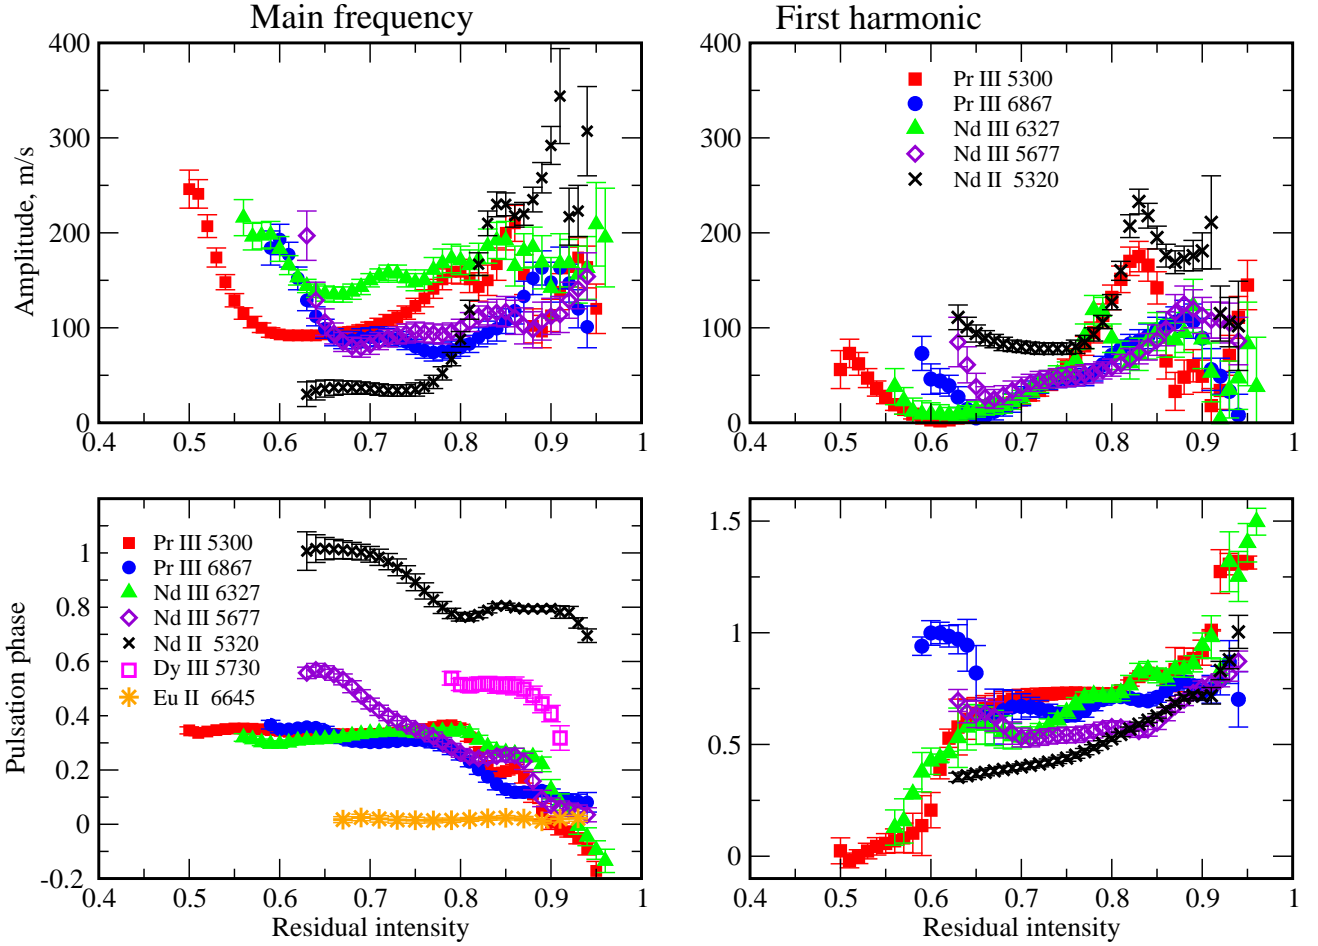 Main frequency
First harmonic
400
300
200
100
0
Amplitude, m/s
0.4 0.5 0.6 0.7 0.8 0.9 1
400
300
200
100
0
Pr III 5300
Pr III 6867
Nd III 6327
Nd III 5677
Nd II 5320
0.4 0.5 0.6 0.7 0.8 0.9 1
Residual intensity
Residual intensity
1
0.8
0.6
0.4
0.2
0
-0.2
Pulsation phase
Pr III 5300
Pr III 6867
Nd III 6327
Nd III 5677
Nd II 5320
Dy III 5730
Eu II 6645
0.4 0.5 0.6 0.7 0.8 0.9 1
Residual intensity
1.5
1
0.5
0
0.4 0.5 0.6 0.7 0.8 0.9 1
Residual intensity